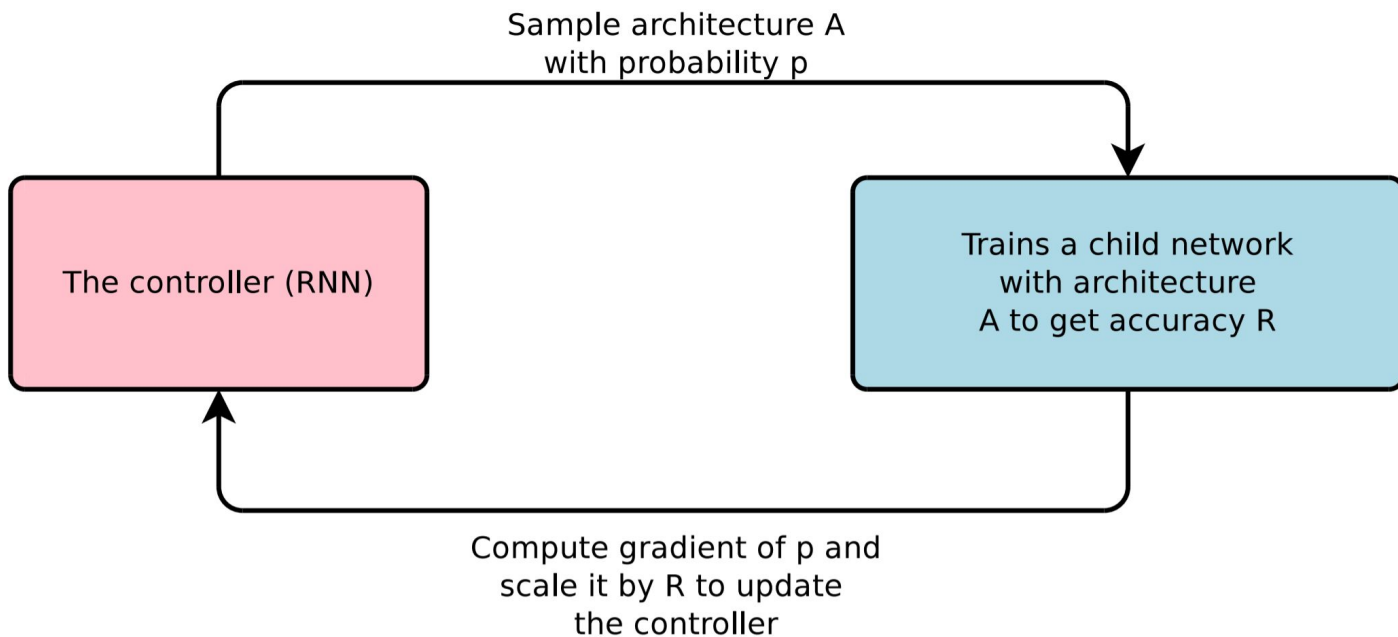 Sample architecture A
with probability p
The controller (RNN)
Trains a child network
with architecture
A to get accuracy R
Compute gradient of p and
scale it by R to update
the controller